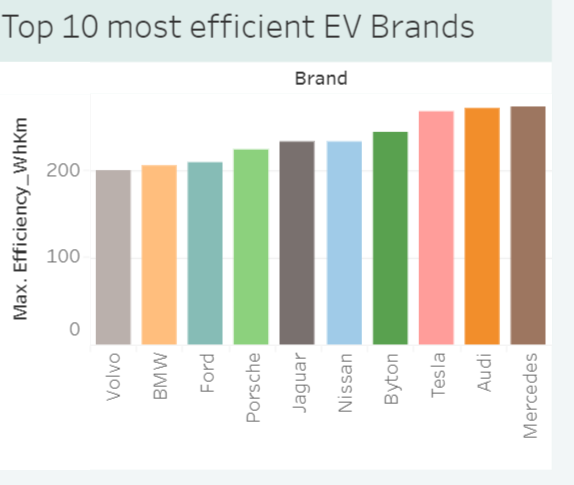 Top 10 most efficient EV Brands
Brand
Max. Efficiency_WhKm
200
100
0
Volvo
BMW
Ford
Porsche
Jaguar
Nissan
Byton
Tesla
Audi
Mercedes